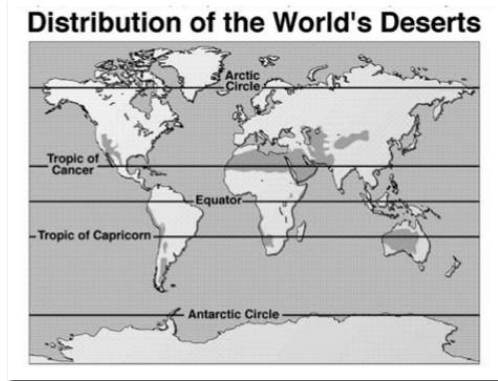 Distribution of the World's Deserts
Arctic
Circle
Tropic of
Cancer
Equator
Tropic of Capricorn
Antarctic Circle